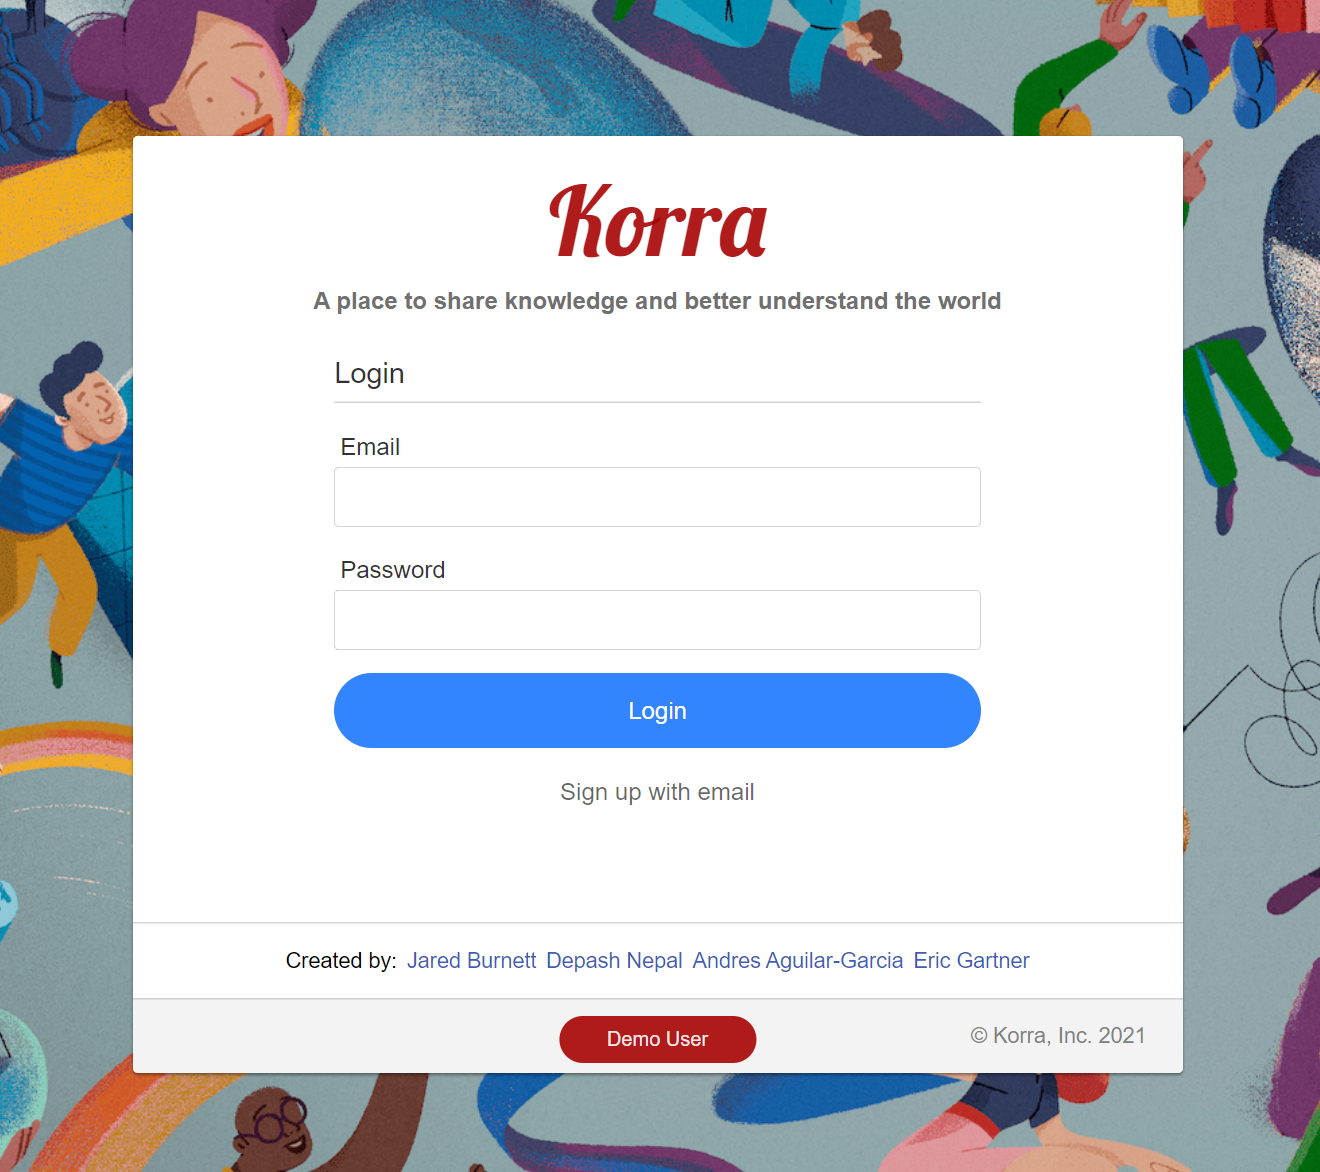 Korra
A place to share knowledge and better understand the world
Login
Email
Password
Login
Sign up with email
Created by: Jared Burnett Depash Nepal Andres Aguilar-Garcia Eric Gartner
Demo User
© Korra, Inc. 2021